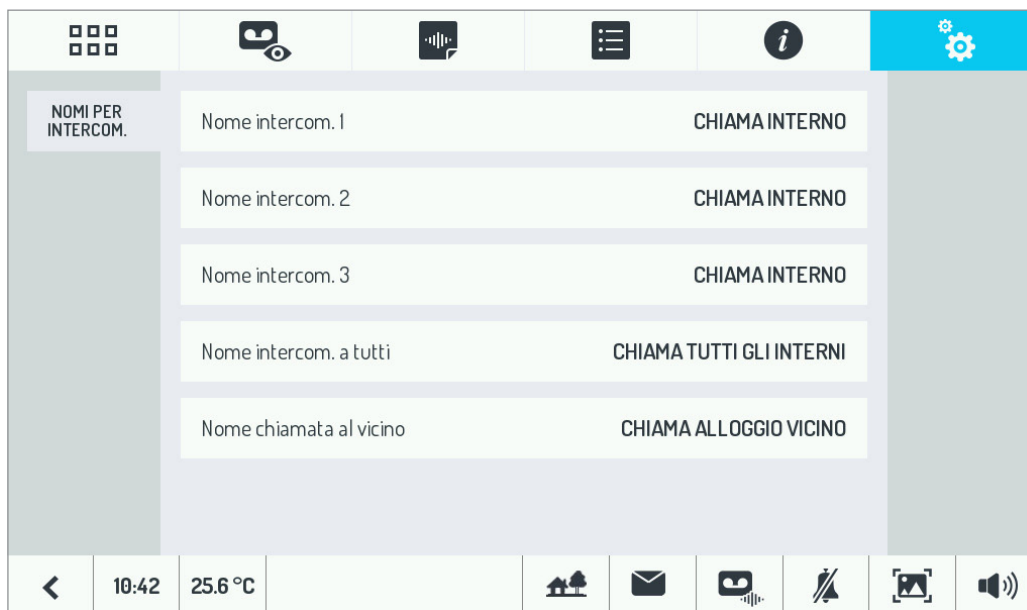 NOMI PER
INTERCOM.
Nome intercom. 1 CHIAMA INTERNO
Nome intercom. 2 CHIAMA INTERNO
Nome intercom. 3 CHIAMA INTERNO
Nome intercom. a tutti CHIAMA TUTTI GLI INTERNI
Nome chiamata al vicino CHIAMA ALLOGGIO VICINO
10:42 25.6 °C